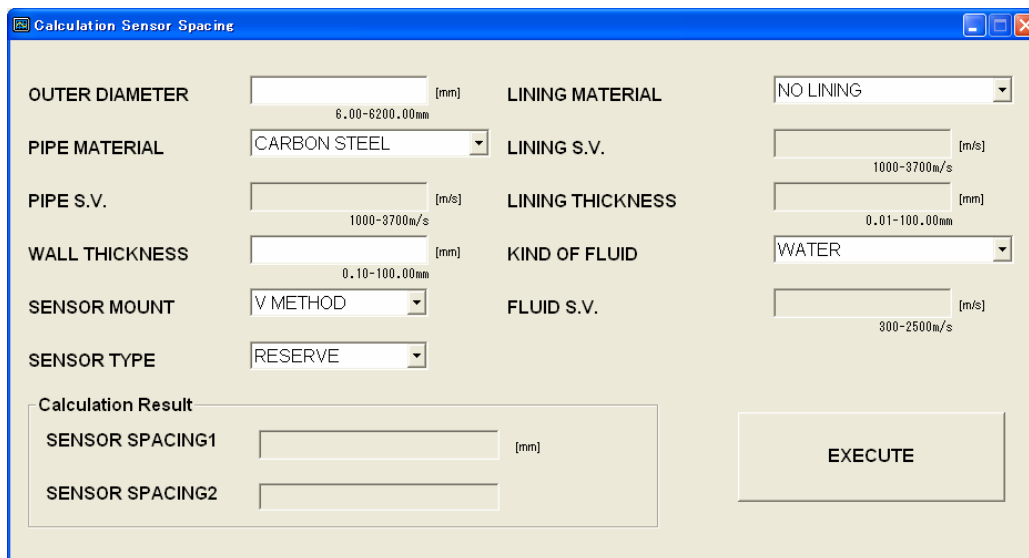 Calculation Sensor Spacing
OUTER DIAMETER [mm] LINING MATERIAL NO LINING
6.00-6200.00mm
PIPE MATERIAL CARBON STEEL LINING S.V. [m/s]
1000-3700m/s
PIPE S.V. [m/s] LINING THICKNESS [mm]
1000-3700m/s 0.01-100.00mm
WALL THICKNESS [mm] KIND OF FLUID WATER
0.10-100.00mm
SENSOR MOUNT V METHOD FLUID S.V. [m/s]
300-2500m/s
SENSOR TYPE RESERVE
Calculation Result
SENSOR SPACING1 [mm]
EXECUTE
SENSOR SPACING2